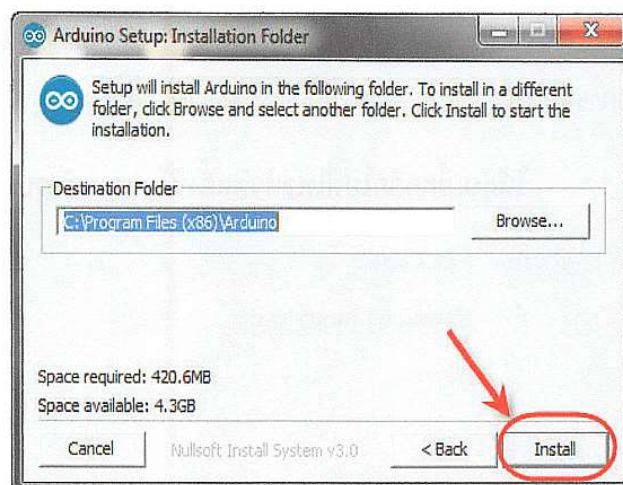 Arduino Setup: Installation Folder
Setup will install Arduino in the following folder. To install in a different
folder, click Browse and select another folder. Click Install to start the
installation.
Destination Folder
C:\Program Files (x86)\Arduino
Browse...
Space required: 420.6MB
Space available: 4.3GB
Cancel
Nullsoft Install System v3.0
< Back
Install